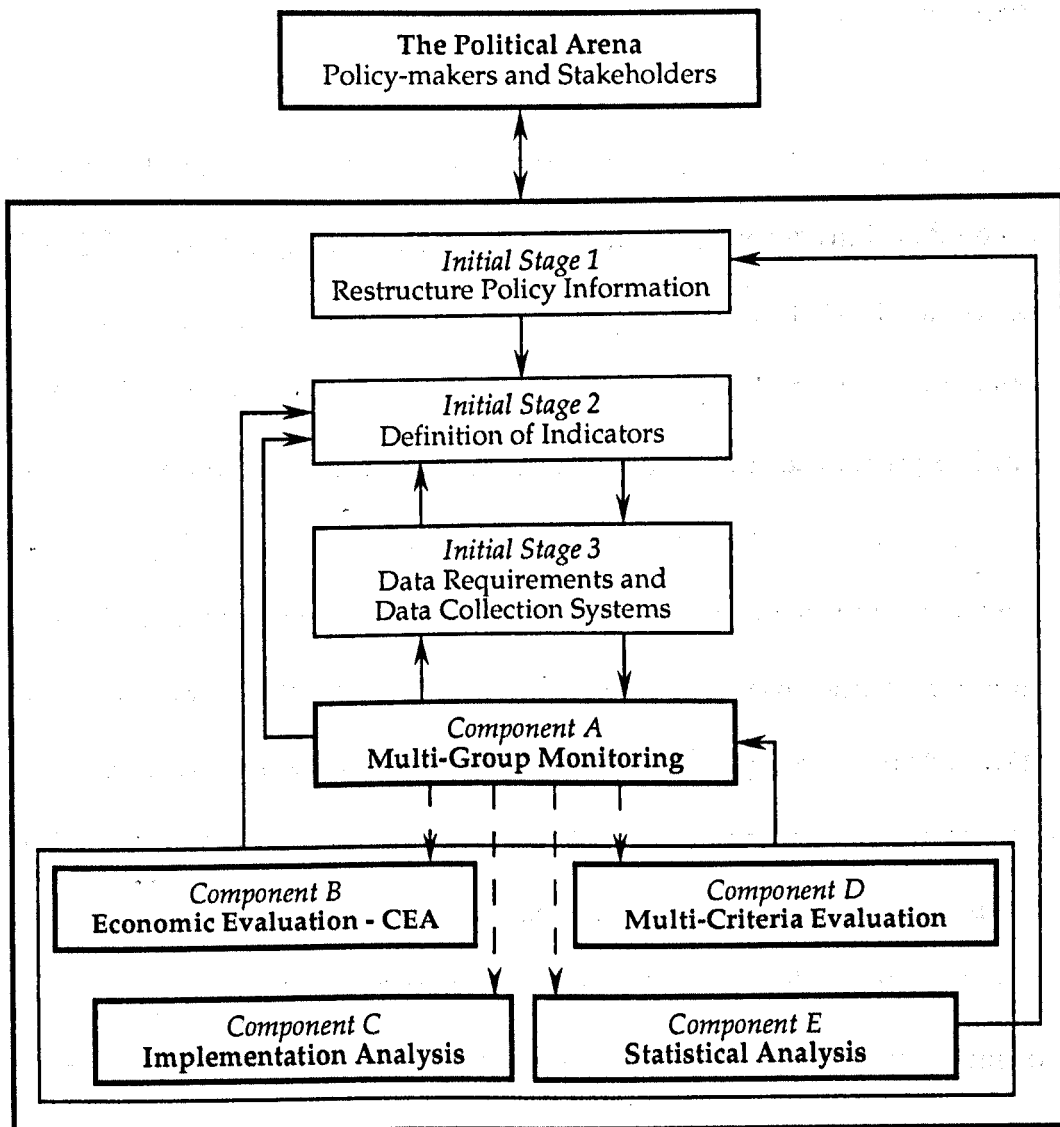 The Political Arena
Policy-makers and Stakeholders
Initial Stage 1
Restructure Policy Information
Initial Stage 2
Definition of Indicators
Initial Stage 3
Data Requirements and
Data Collection Systems
Component A
Multi-Group Monitoring
Component B
Economic Evaluation - CEA
Component D
Multi-Criteria Evaluation
Component C
Implementation Analysis
Component E
Statistical Analysis